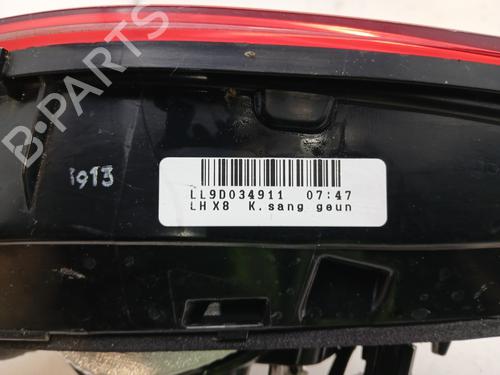 B-PARTS
1913
LL9D034911 07:47
LH X8 K.sang geun